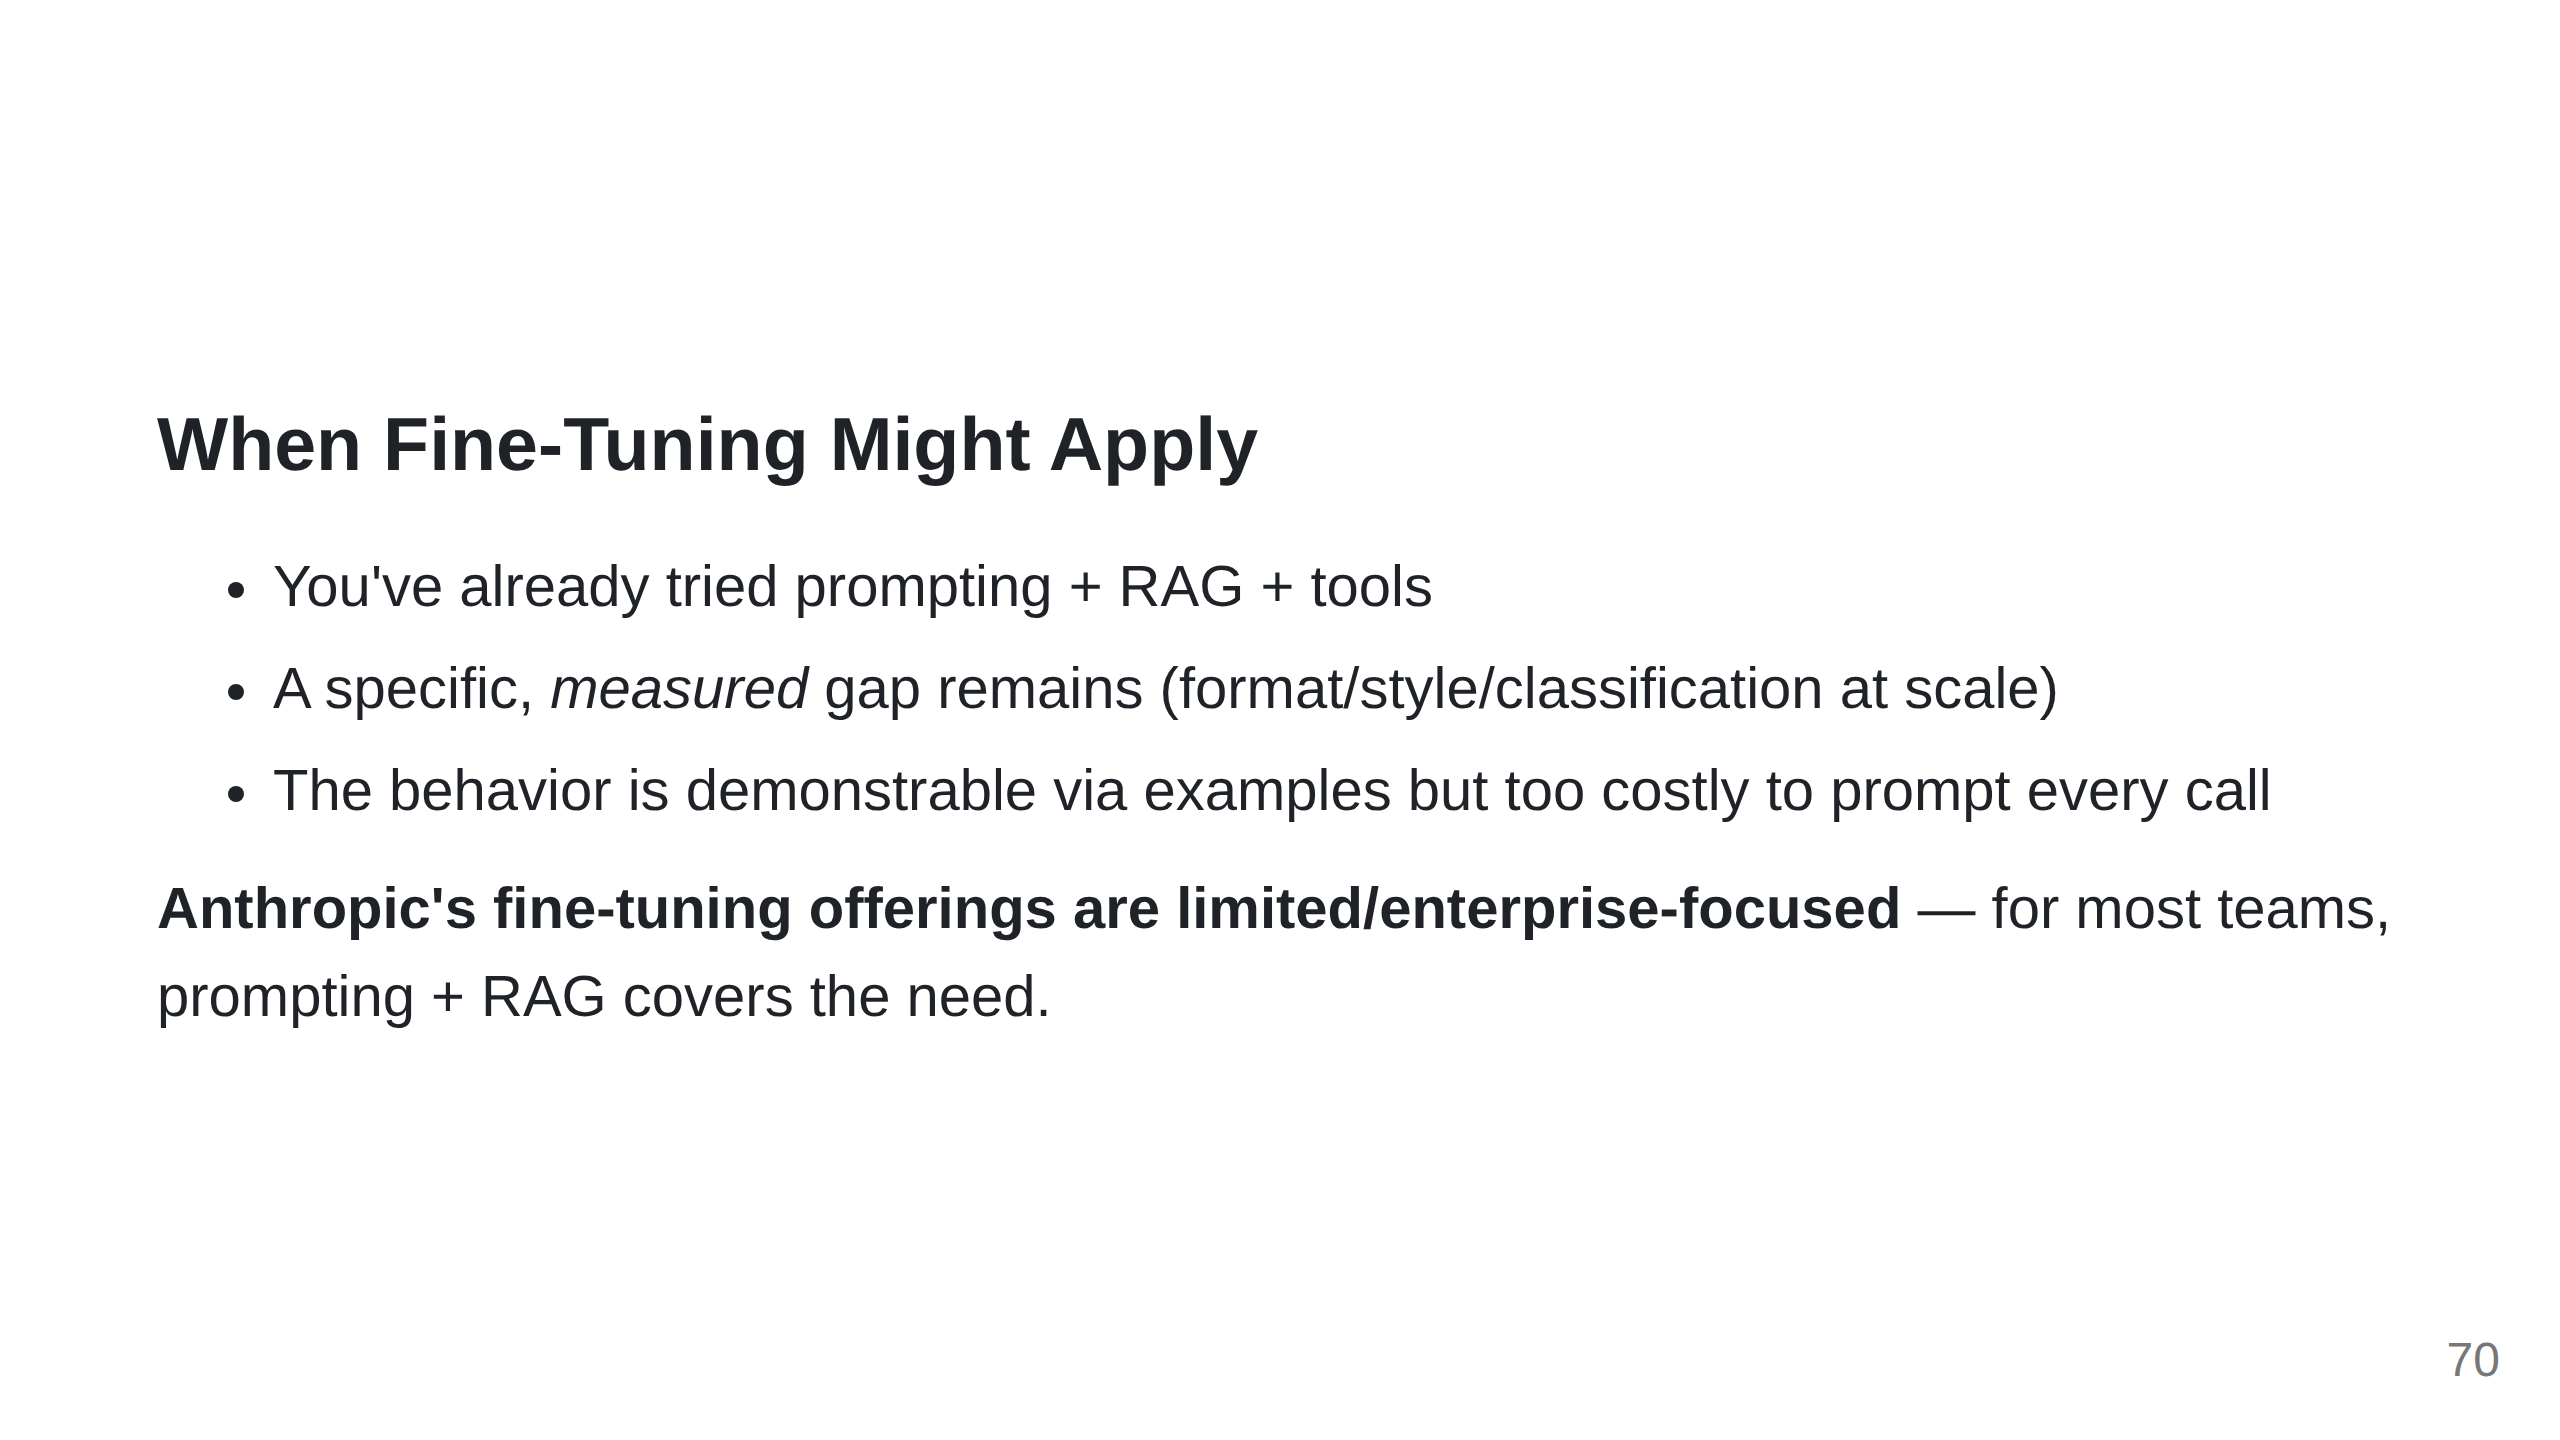 When Fine-Tuning Might Apply
• You've already tried prompting + RAG + tools
• A specific, measured gap remains (format/style/classification at scale)
• The behavior is demonstrable via examples but too costly to prompt every call
Anthropic's fine-tuning offerings are limited/enterprise-focused — for most teams,
prompting + RAG covers the need.
70